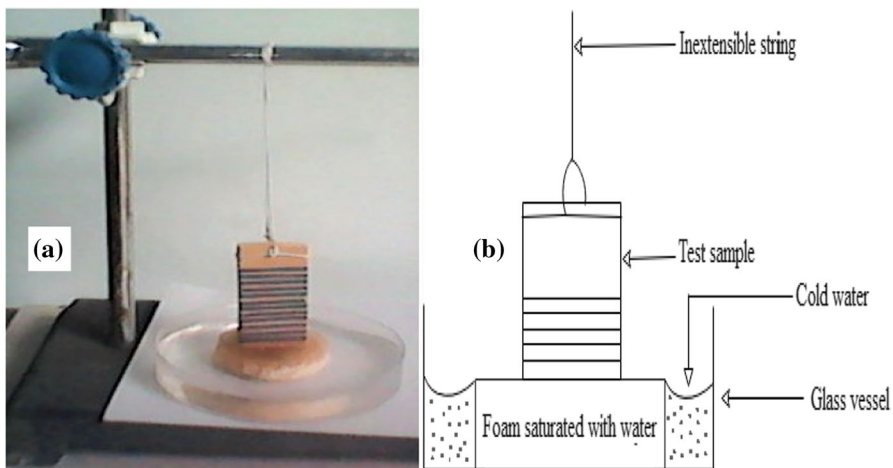 (a)
Inextensible string
(b)
Test sample
Cold water
Glass vessel
Foam saturated with water